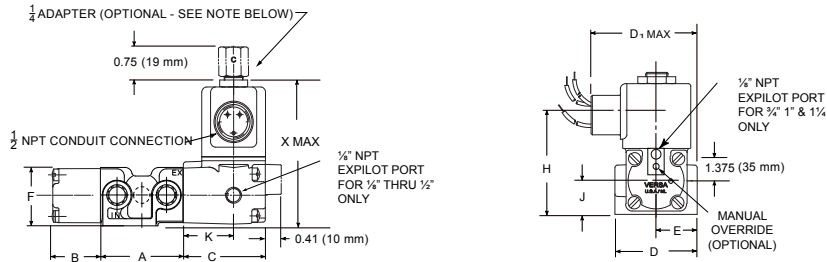 1/4 ADAPTER (OPTIONAL - SEE NOTE BELOW)
0.75 (19 mm)
C
1/2 NPT CONDUIT CONNECTION
X MAX
1/8" NPT
EXPILOT PORT
FOR 1/8" THRU 1/2"
ONLY
EX
IN
F
K
0.41 (10 mm)
B
A
C
D1 MAX
1/8" NPT
EXPILOT PORT
FOR 3/4" 1" & 1 1/4
ONLY
H
1.375 (35 mm)
VERSA
J
MANUAL
OVERRIDE
(OPTIONAL)
E
D